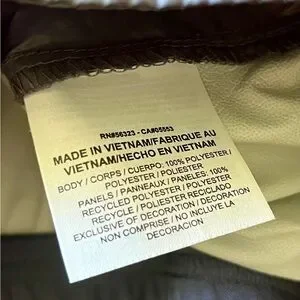 RN#56323 - CA#05553
MADE IN VIETNAM/FABRIQUE AU
VIETNAM/HECHO EN VIETNAM
BODY / CORPS / CUERPO: 100% POLYESTER /
POLYESTER / POLIESTER
PANELS / PANNEAUX / PANELES: 100%
RECYCLED POLYESTER / POLYESTER
RECYCLE / POLIESTER RECICLADO
EXCLUSIVE OF DECORATION / DECORATION
NON COMPRISE / NO INCLUYE LA
DECORACION